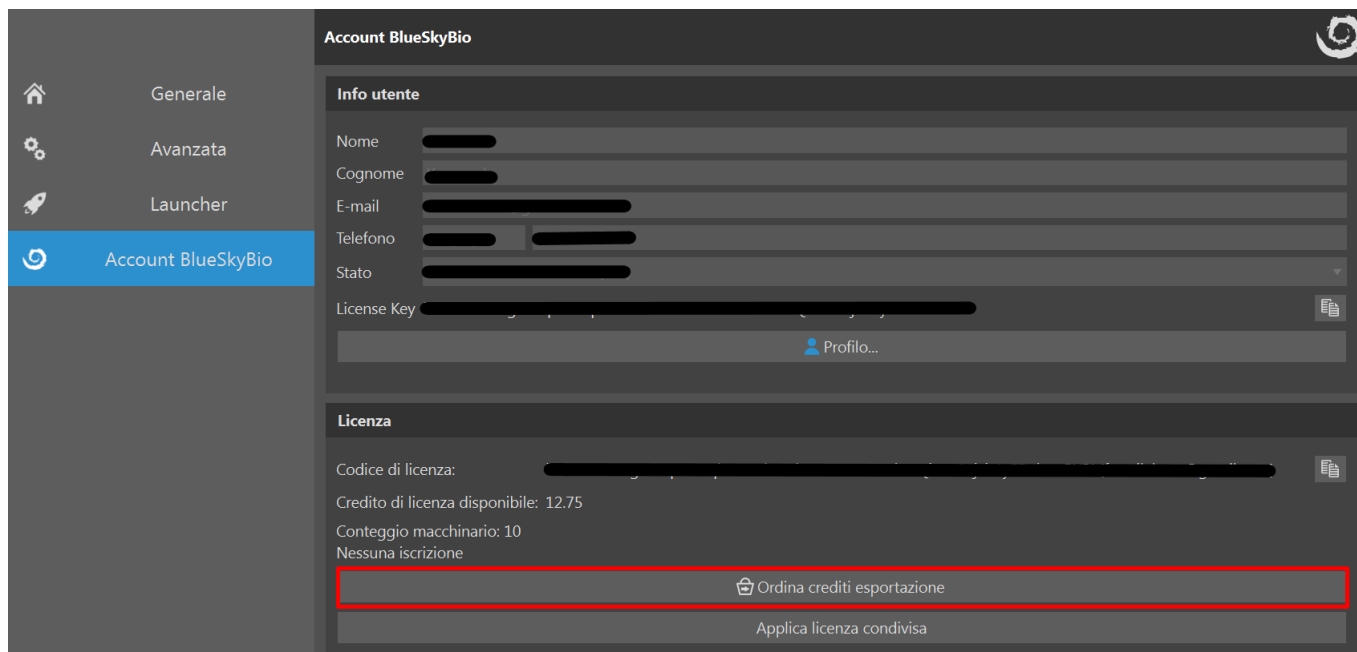 Account BlueSkyBio
Generale
Avanzata
Launcher
Account BlueSkyBio
Info utente
Nome
Cognome
E-mail
Telefono
Stato
License Key
Profilo...
Licenza
Codice di licenza:
Credito di licenza disponibile: 12.75
Conteggio macchinario: 10
Nessuna iscrizione
Ordina crediti esportazione
Applica licenza condivisa